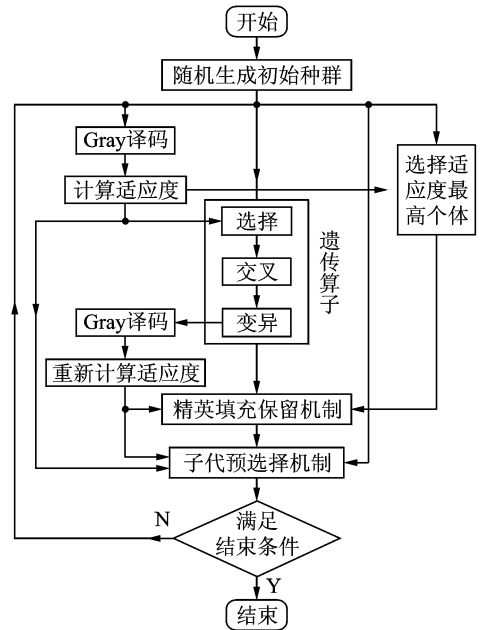 开始
随机生成初始种群
Gray译码
计算适应度
选择适
应度最
高个体
选择
交叉
变异
遗传算子
Gray译码
重新计算适应度
精英填充保留机制
子代预选择机制
N
满足
结束条件
Y
结束